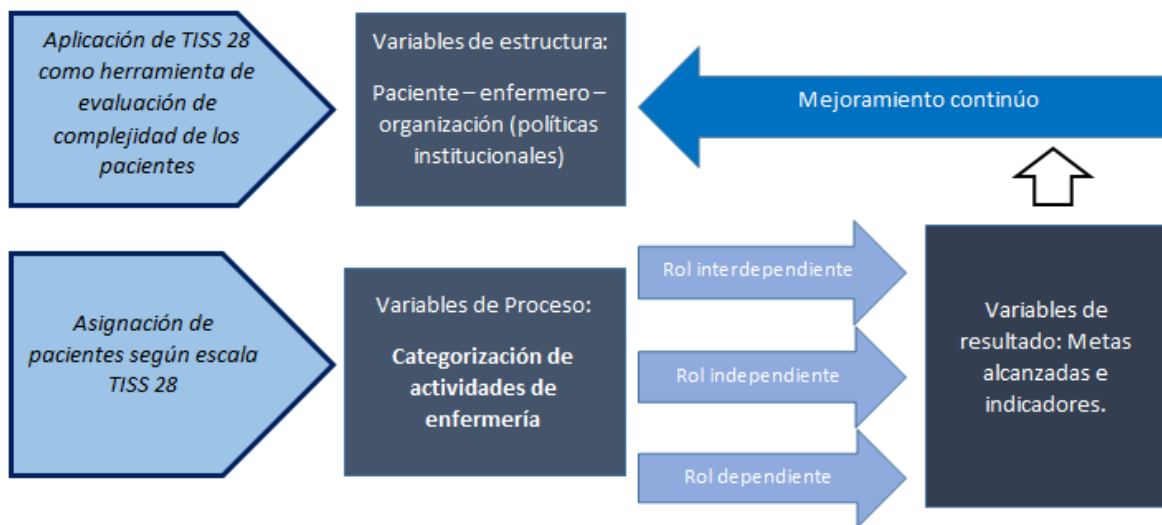 Aplicación de TISS 28
como herramienta de
evaluación de
complejidad de los
pacientes
Variables de estructura:
Paciente – enfermero –
organización (políticas
institucionales)
Mejoramiento continúo
Asignación de
pacientes según escala
TISS 28
Variables de Proceso:
Categorización de
actividades de
enfermería
Rol interdependiente
Rol independiente
Rol dependiente
Variables de
resultado: Metas
alcanzadas e
indicadores.